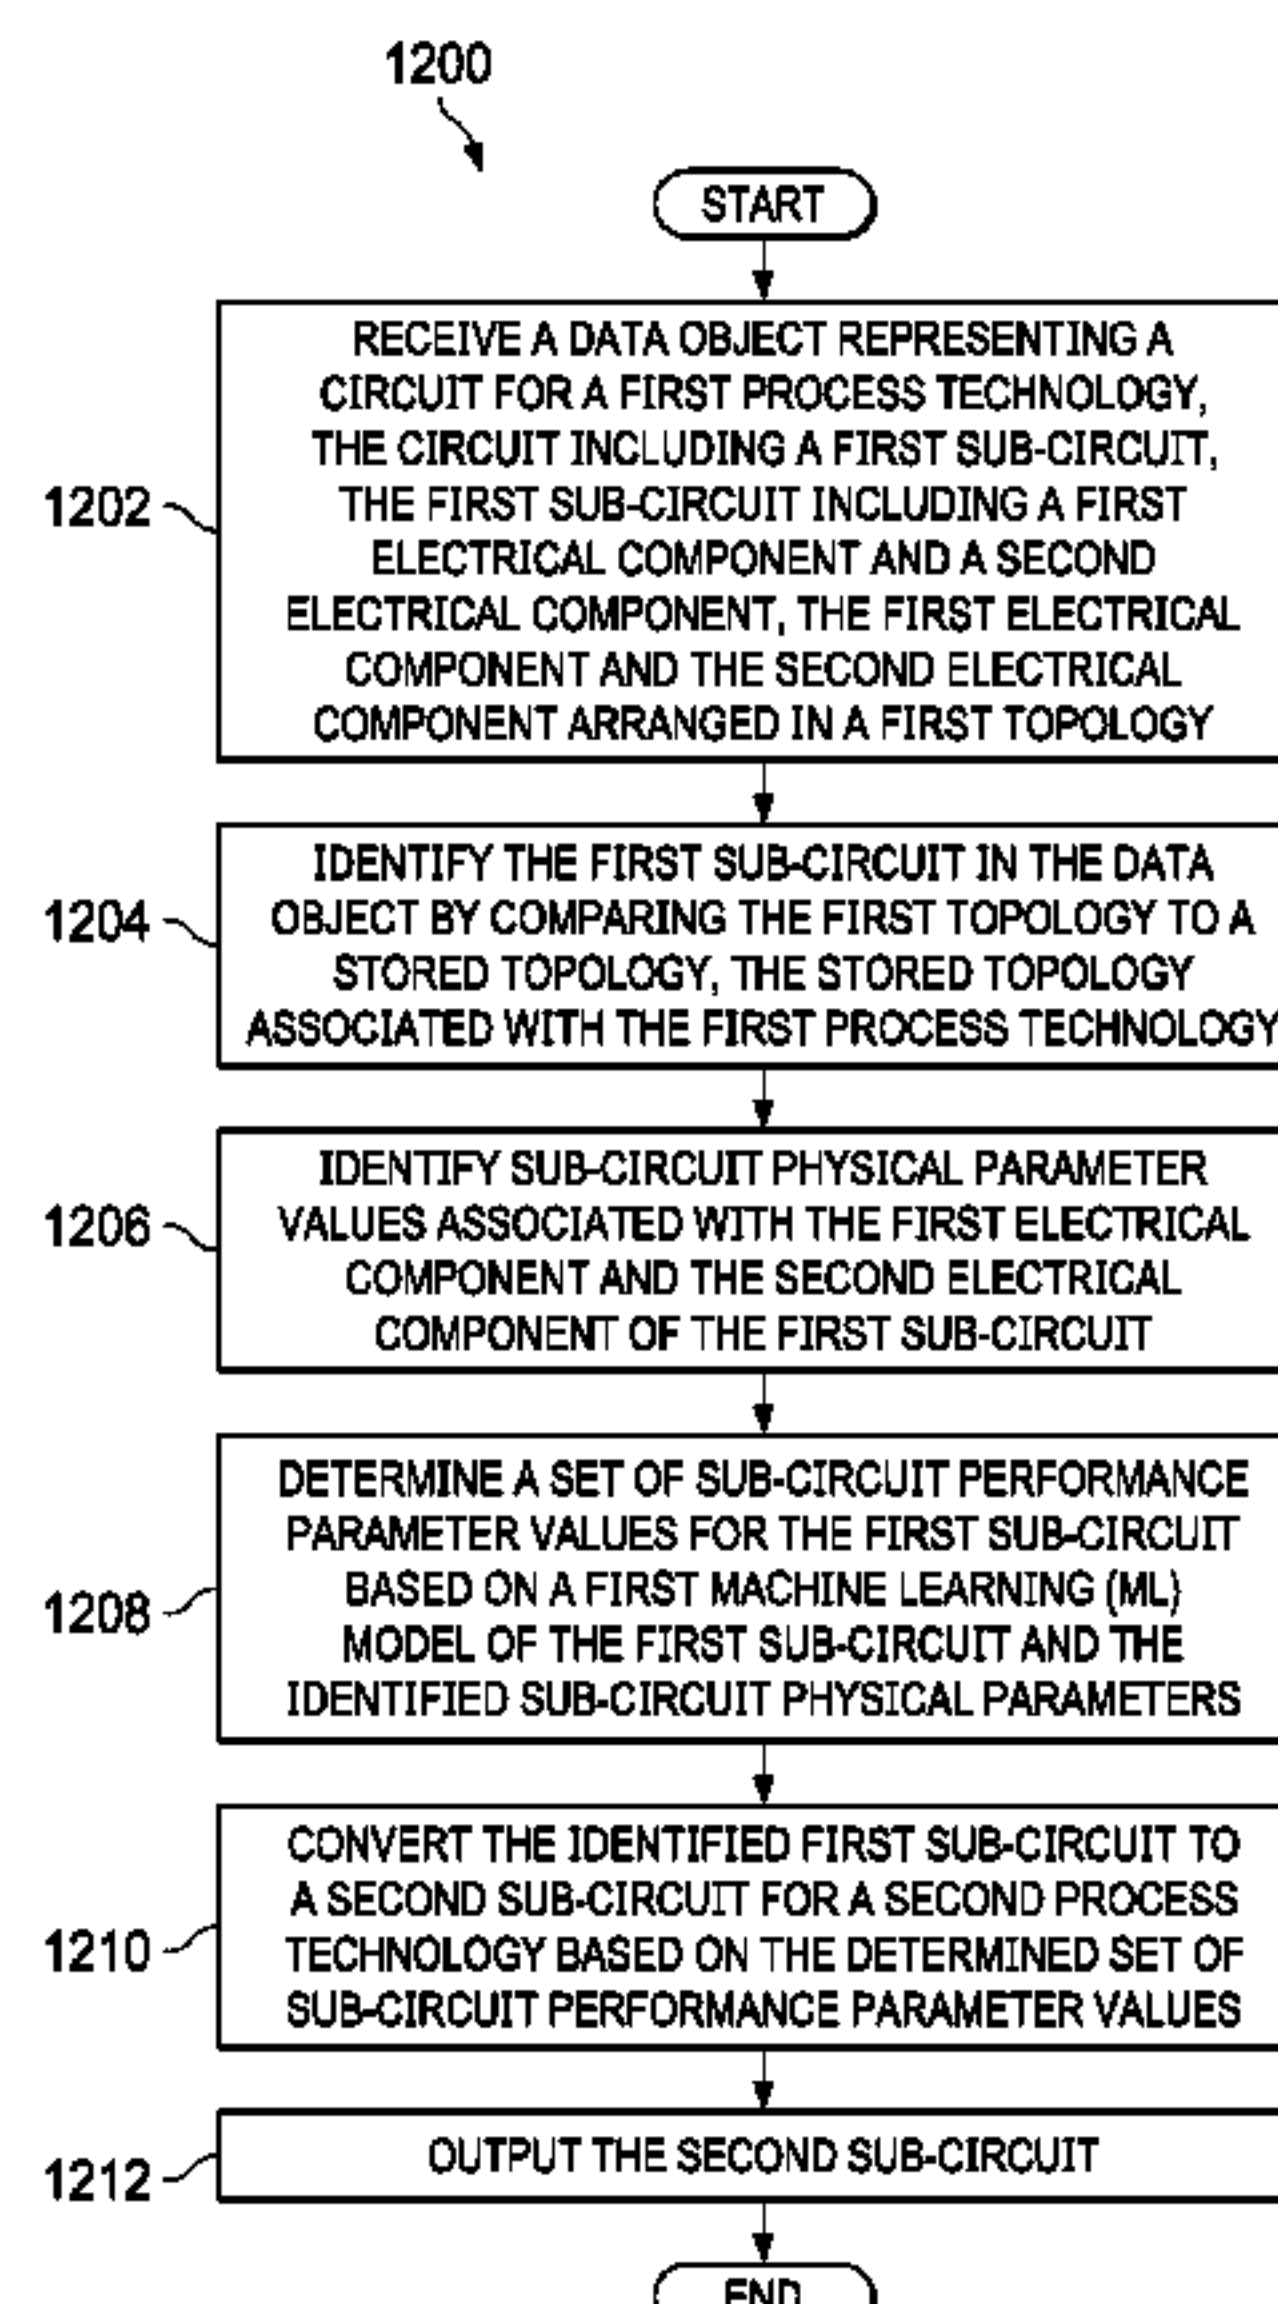 1200
START
RECEIVE A DATA OBJECT REPRESENTING A
CIRCUIT FOR A FIRST PROCESS TECHNOLOGY,
THE CIRCUIT INCLUDING A FIRST SUB-CIRCUIT,
THE FIRST SUB-CIRCUIT INCLUDING A FIRST
ELECTRICAL COMPONENT AND A SECOND
ELECTRICAL COMPONENT, THE FIRST ELECTRICAL
COMPONENT AND THE SECOND ELECTRICAL
COMPONENT ARRANGED IN A FIRST TOPOLOGY
1202
IDENTIFY THE FIRST SUB-CIRCUIT IN THE DATA
OBJECT BY COMPARING THE FIRST TOPOLOGY TO A
STORED TOPOLOGY, THE STORED TOPOLOGY
ASSOCIATED WITH THE FIRST PROCESS TECHNOLOGY
1204
IDENTIFY SUB-CIRCUIT PHYSICAL PARAMETER
VALUES ASSOCIATED WITH THE FIRST ELECTRICAL
COMPONENT AND THE SECOND ELECTRICAL
COMPONENT OF THE FIRST SUB-CIRCUIT
1206
DETERMINE A SET OF SUB-CIRCUIT PERFORMANCE
PARAMETER VALUES FOR THE FIRST SUB-CIRCUIT
BASED ON A FIRST MACHINE LEARNING (ML)
MODEL OF THE FIRST SUB-CIRCUIT AND THE
IDENTIFIED SUB-CIRCUIT PHYSICAL PARAMETERS
1208
CONVERT THE IDENTIFIED FIRST SUB-CIRCUIT TO
A SECOND SUB-CIRCUIT FOR A SECOND PROCESS
TECHNOLOGY BASED ON THE DETERMINED SET OF
SUB-CIRCUIT PERFORMANCE PARAMETER VALUES
1210
OUTPUT THE SECOND SUB-CIRCUIT
1212
END